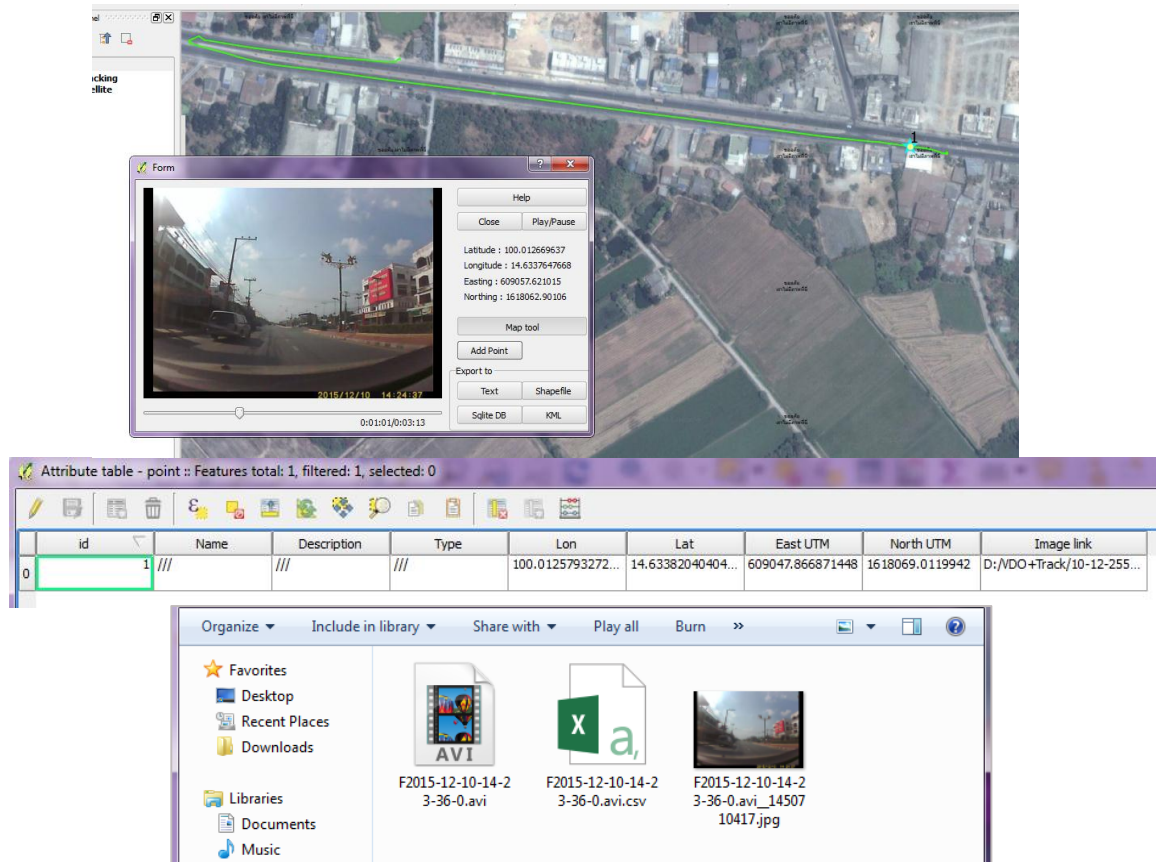 acking
ellite
1
Form
Help
Close
Play/Pause
Latitude : 100.012669637
Longitude : 14.6337647668
Easting : 609057.621015
Northing : 1618062.90106
Map tool
Add Point
Export to
Text
Shapefile
Sqlite DB
KML
2015/12/10 14:24:37
0:01:01/0:03:13
Attribute table - point :: Features total: 1, filtered: 1, selected: 0
id Name Description Type Lon Lat East UTM North UTM Image link
0 1 /// /// /// 100.0125793272... 14.63382040404... 609047.866871448 1618069.0119942 D:/VDO+Track/10-12-255...
Organize Include in library Share with Play all Burn »
Favorites
Desktop
Recent Places
Downloads
Libraries
Documents
Music
AVI
F2015-12-10-14-2
3-36-0.avi
X a,
F2015-12-10-14-2
3-36-0.avi.csv
F2015-12-10-14-2
3-36-0.avi__14507
10417.jpg